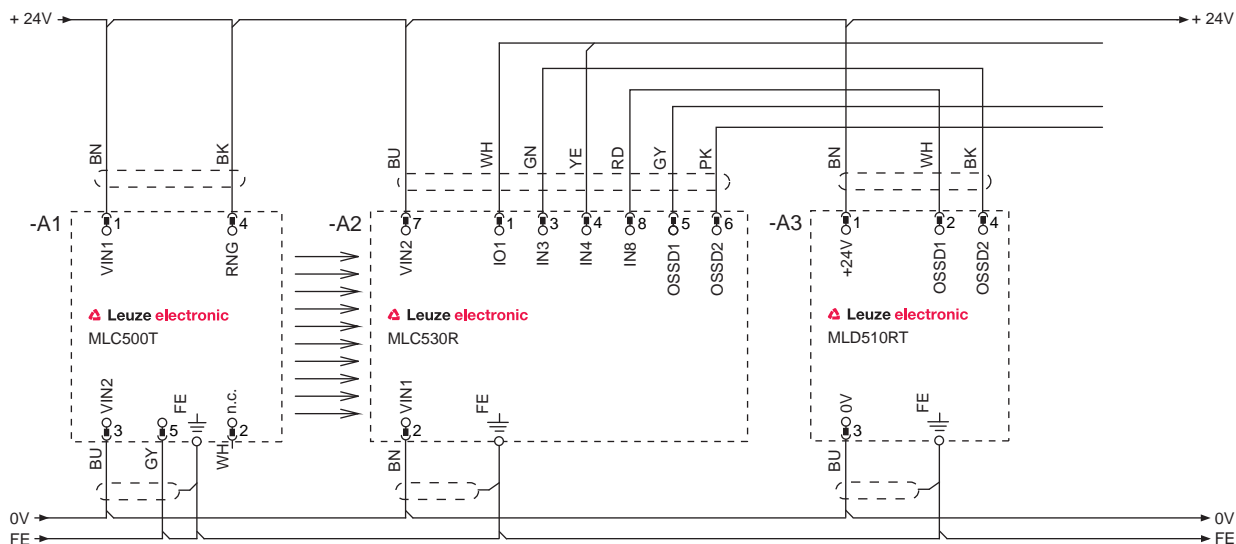 + 24V
+ 24V
BN
BK
BU
WH
GN
YE
RD
GY
PK
BN
WH
BK
-A1
1
4
-A2
7
1
3
4
8
5
6
-A3
1
2
4
VIN1
RNG
VIN2
IO1
IN3
IN4
IN8
OSSD1
OSSD2
+24V
OSSD1
OSSD2
Leuze electronic
MLC500T
Leuze electronic
MLC530R
Leuze electronic
MLD510RT
VIN2
FE
n.c.
VIN1
FE
0V
FE
3
5
2
2
3
BU
GY
WH
BN
BU
0V
0V
FE
FE